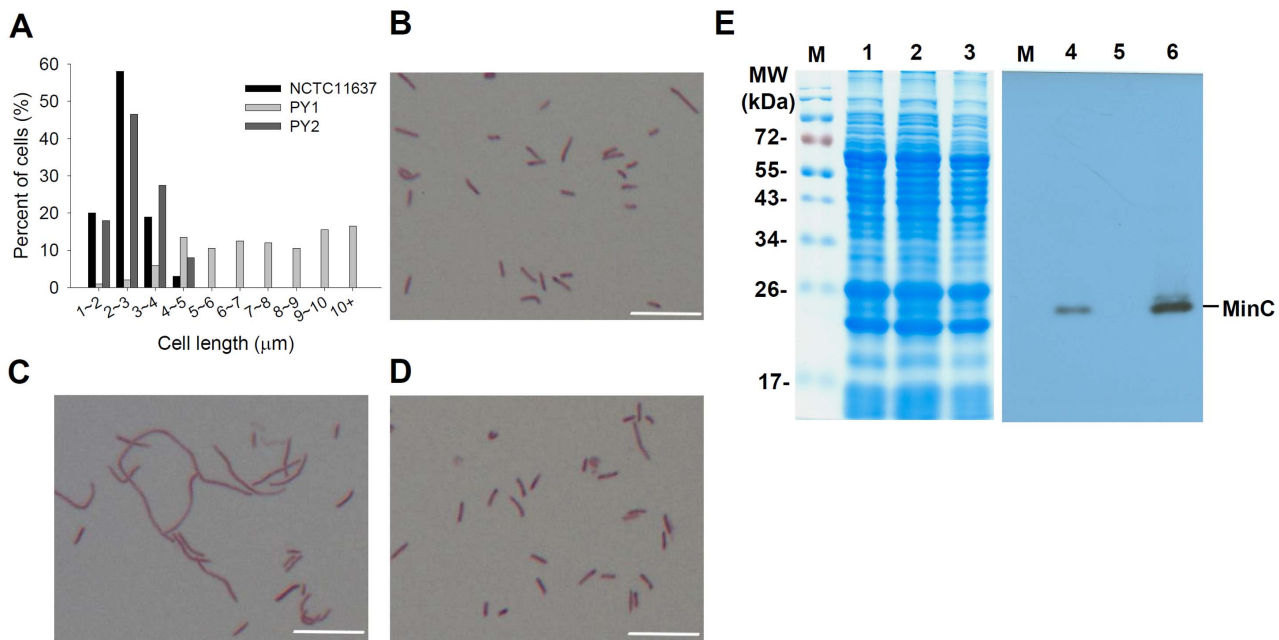 A
60
50
40
30
20
10
0
Percent of cells (%)
NCTC11637
PY1
PY2
1~2
2~3
3~4
4~5
5~6
6~7
7~8
8~9
9~10
10+
Cell length (μm)
B
C
D
E
M 1 2 3
M 4 5 6
MW
(kDa)
72-
55-
43-
34-
26-
17-
MinC